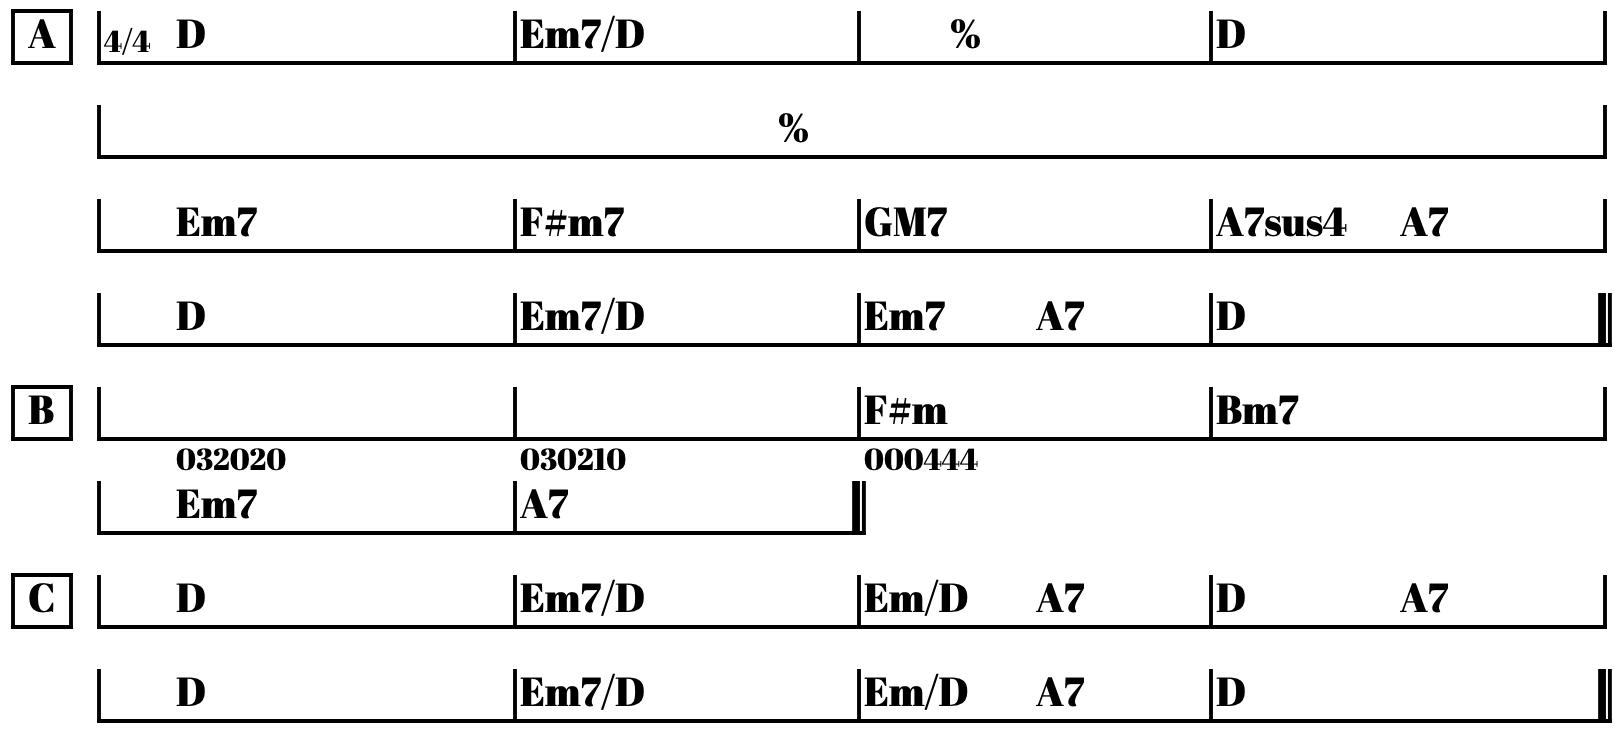 A 4/4 D Em7/D % D
%
Em7 F#m7 GM7 A7sus4 A7
D Em7/D Em7 A7 D
B F#m Bm7
032020 030210 000444
Em7 A7
C D Em7/D Em/D A7 D A7
D Em7/D Em/D A7 D